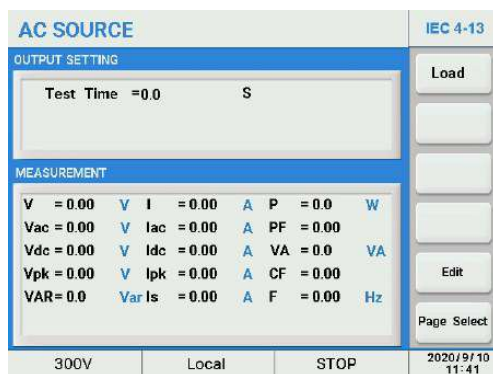 AC SOURCE
IEC 4-13
OUTPUT SETTING
Test Time =0.0 S
Load
MEASUREMENT
V = 0.00 V I = 0.00 A P = 0.0 W
Vac = 0.00 V Iac = 0.00 A PF = 0.00
Vdc = 0.00 V Idc = 0.00 A VA = 0.0 VA
Vpk = 0.00 V Ipk = 0.00 A CF = 0.00
VAR= 0.0 Var Is = 0.00 A F = 0.00 Hz
Edit
Page Select
300V Local STOP
2020/9/10
11:41